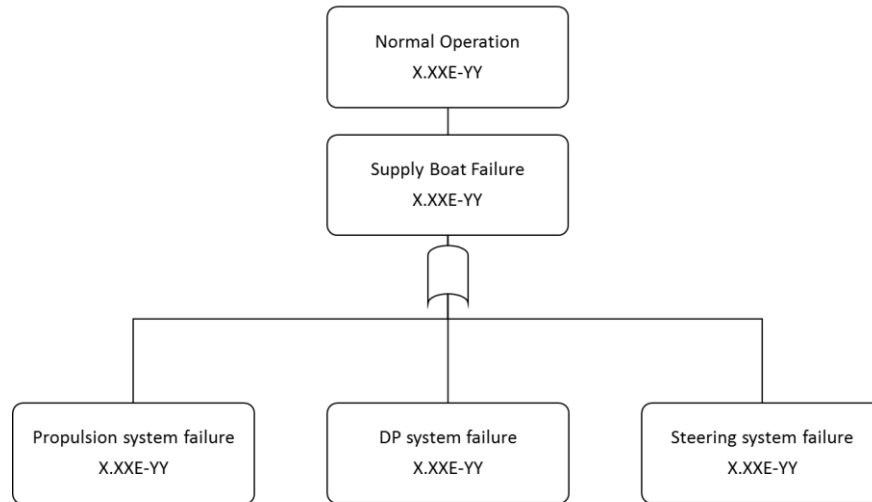 Normal Operation
X.XXE-YY
Supply Boat Failure
X.XXE-YY
Propulsion system failure
X.XXE-YY
DP system failure
X.XXE-YY
Steering system failure
X.XXE-YY